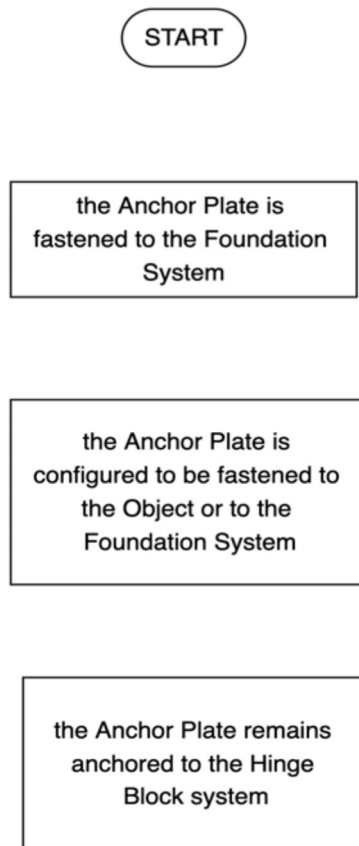 START
the Anchor Plate is
fastened to the Foundation
System
the Anchor Plate is
configured to be fastened to
the Object or to the
Foundation System
the Anchor Plate remains
anchored to the Hinge
Block system